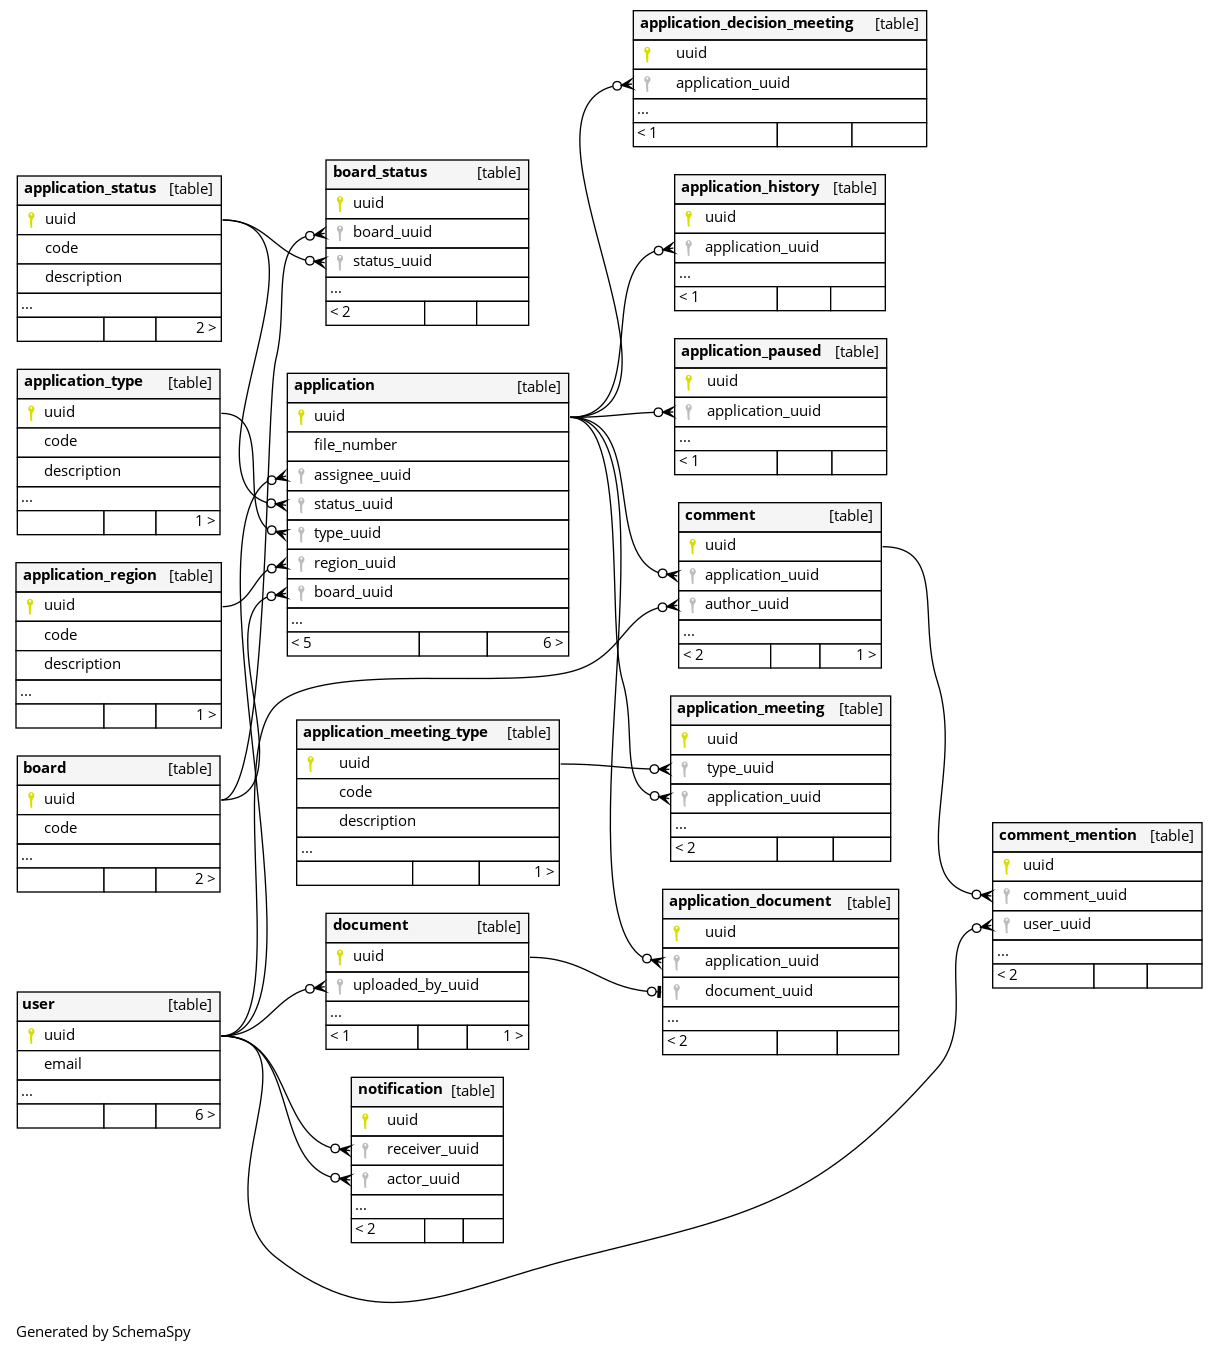 application_decision_meeting [table]
uuid
application_uuid
...
< 1
application_status [table]
uuid
code
description
...
2 >
board_status [table]
uuid
board_uuid
status_uuid
...
< 2
application_history [table]
uuid
application_uuid
...
< 1
application_type [table]
uuid
code
description
...
1 >
application [table]
uuid
file_number
assignee_uuid
status_uuid
type_uuid
region_uuid
board_uuid
...
< 5 6 >
application_paused [table]
uuid
application_uuid
...
< 1
comment [table]
uuid
application_uuid
author_uuid
...
< 2 1 >
application_region [table]
uuid
code
description
...
1 >
application_meeting_type [table]
uuid
code
description
...
1 >
application_meeting [table]
uuid
type_uuid
application_uuid
...
< 2
board [table]
uuid
code
...
2 >
comment_mention [table]
uuid
comment_uuid
user_uuid
...
< 2
document [table]
uuid
uploaded_by_uuid
...
< 1 1 >
application_document [table]
uuid
application_uuid
document_uuid
...
< 2
user [table]
uuid
email
...
6 >
notification [table]
uuid
receiver_uuid
actor_uuid
...
< 2
Generated by SchemaSpy